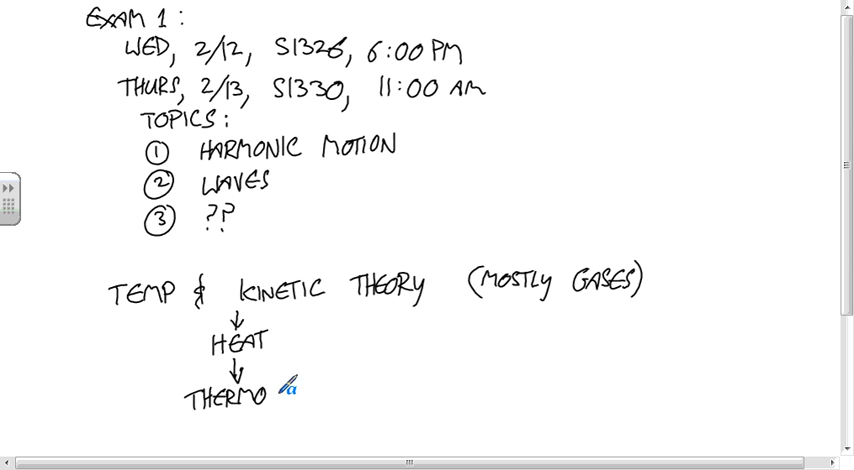 EXAM 1:
WED, 2/12, S1326, 6:00 PM
THURS, 2/13, S1330, 11:00 AM
TOPICS:
① HARMONIC MOTION
② WAVES
③ ??
TEMP & KINETIC THEORY (MOSTLY GASES)
↓
HEAT
↓
THERMO